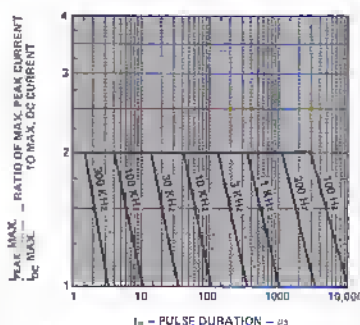 IPEAK MAX.
IDC MAX.
– RATIO OF MAX. PEAK CURRENT
TO MAX. DC CURRENT
4
3
2
1
300 KHz
100 KHz
30 KHz
10 KHz
3 KHz
1 KHz
300 Hz
100 Hz
1 10 100 1000 10,000
– PULSE DURATION – μs